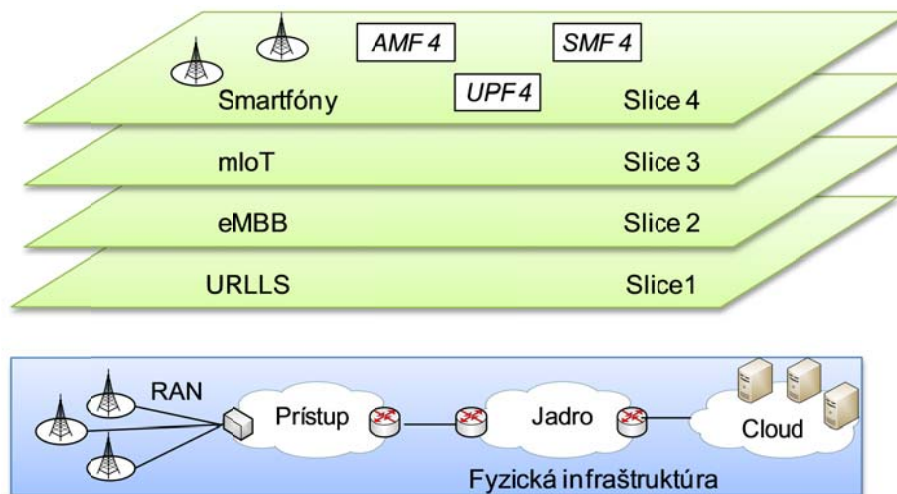 AMF 4
SMF 4
UPF 4
Smartfóny
Slice 4
mIoT
Slice 3
eMBB
Slice 2
URLLS
Slice1
RAN
Prístup
Jadro
Cloud
Fyzická infraštruktúra